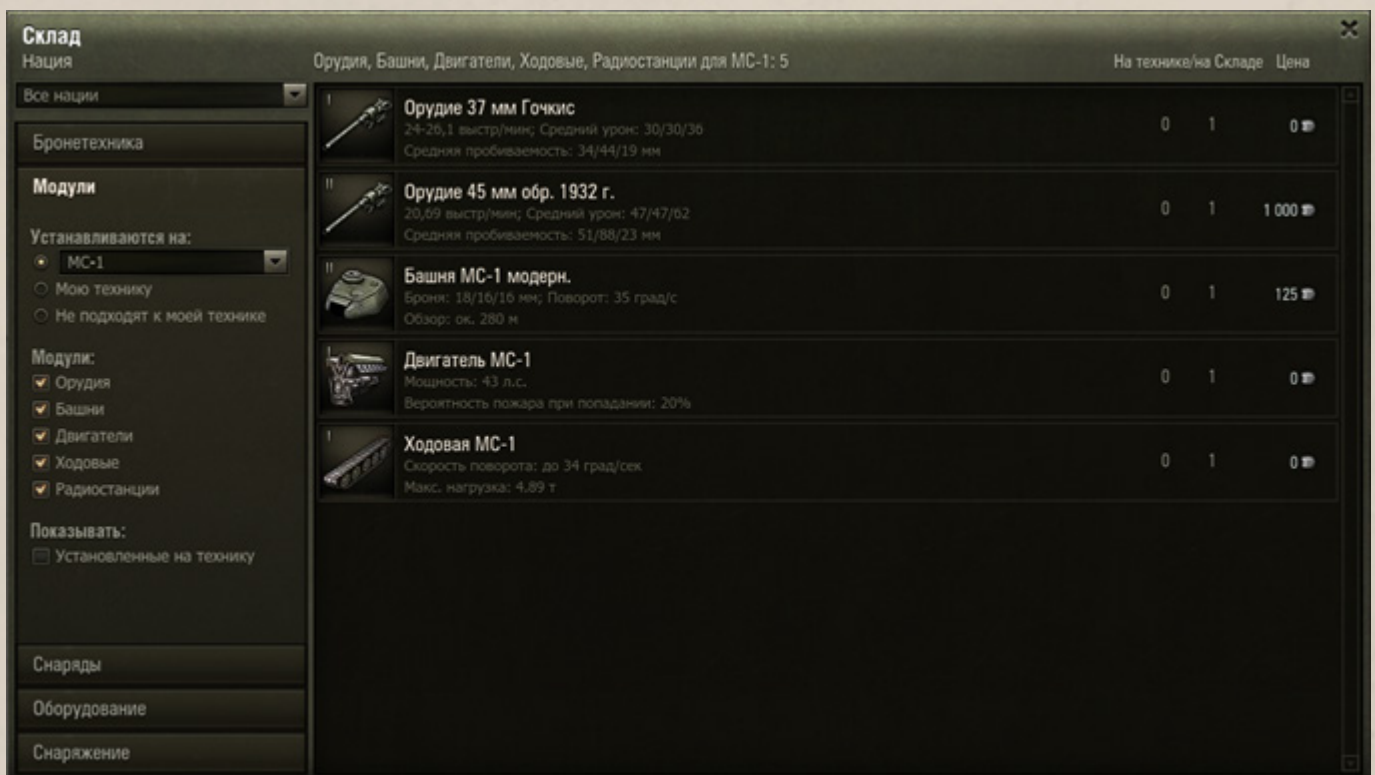 Склад
Нация
Все нации
Бронетехника
Модули
Устанавливаются на:
МС-1
Мою технику
Не подходят к моей технике
Модули:
Орудия
Башни
Двигатели
Ходовые
Радиостанции
Показывать:
Установленные на технику
Снаряды
Оборудование
Снаряжение
Орудия, Башни, Двигатели, Ходовые, Радиостанции для МС-1: 5
На технике/на Складе Цена
I
Орудие 37 мм Гочкис
24-26,1 выстр/мин; Средний урон: 30/30/36
Средняя пробиваемость: 34/44/19 мм
0 1 0
II
Орудие 45 мм обр. 1932 г.
20,69 выстр/мин; Средний урон: 47/47/62
Средняя пробиваемость: 51/88/23 мм
0 1 1 000
II
Башня МС-1 модерн.
Броня: 18/16/16 мм; Поворот: 35 град/с
Обзор: ок. 280 м
0 1 125
I
Двигатель МС-1
Мощность: 43 л.с.
Вероятность пожара при попадании: 20%
0 1 0
I
Ходовая МС-1
Скорость поворота: до 34 град/сек
Макс. нагрузка: 4.89 т
0 1 0